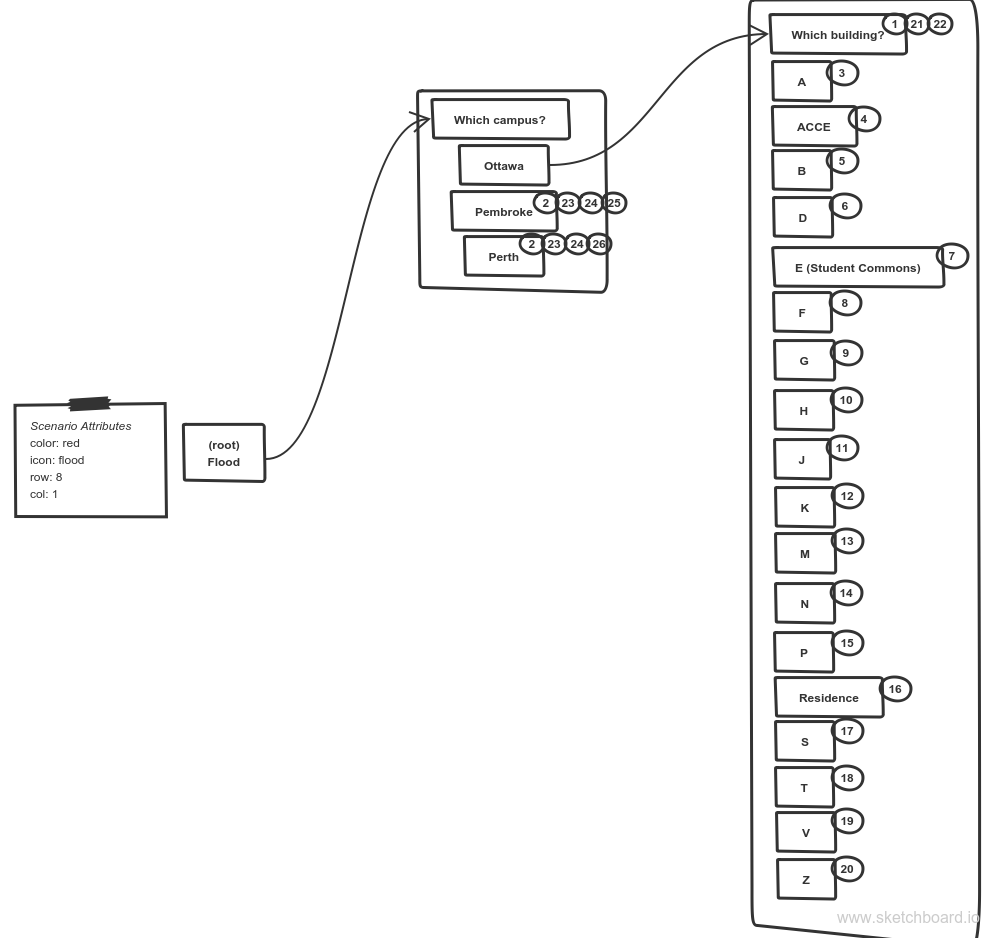 Scenario Attributes
color: red
icon: flood
row: 8
col: 1
(root)
Flood
Which campus?
Ottawa
Pembroke 2 23 24 25
Perth 2 23 24 26
Which building? 1 21 22
A 3
ACCE 4
B 5
D 6
E (Student Commons) 7
F 8
G 9
H 10
J 11
K 12
M 13
N 14
P 15
Residence 16
S 17
T 18
V 19
Z 20
www.sketchboard.io